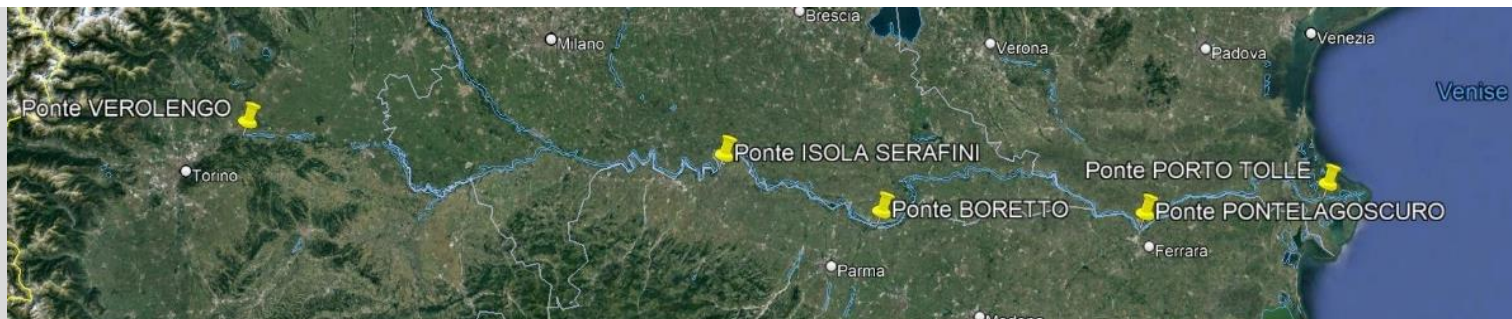 Brescia
Milano
Verona
Padova
Venezia
Venise
Ponte VEROLENGO
Torino
Ponte ISOLA SERAFINI
Ponte PORTO TOLLE
Ponte BORETTO
Ponte PONTELAGOSCURO
Ferrara
Parma